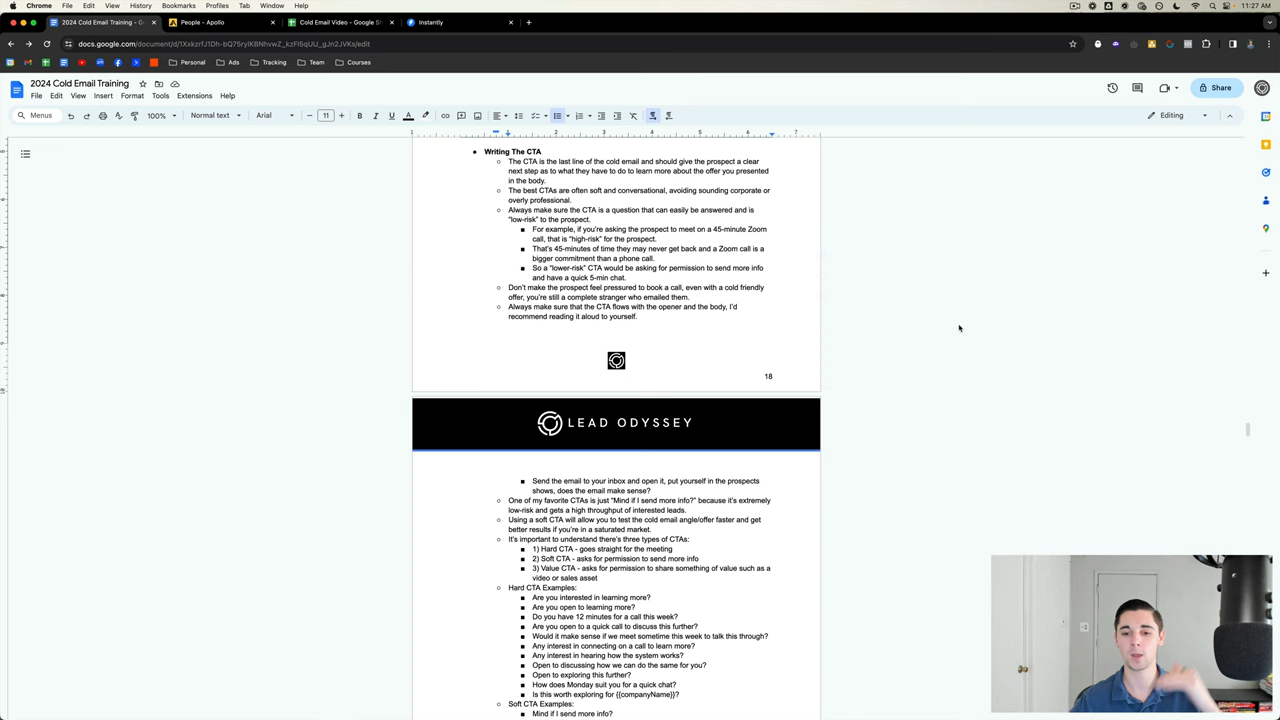 Chrome File Edit View History Bookmarks Profiles Tab Window Help
11:27 AM
2024 Cold Email Training - G
People - Apollo
Cold Email Video - Google Sh
Instantly
docs.google.com/document/d/
/edit
Personal Ads Tracking Team Courses
2024 Cold Email Training
File Edit View Insert Format Tools Extensions Help
Share
Menus
100%
Normal text
Arial
11
Editing
1 1 2 3 4 5 6 7
Writing The CTA
The CTA is the last line of the cold email and should give the prospect a clear
next step as to what they have to do to learn more about the offer you presented
in the body.
The best CTAs are often soft and conversational, avoiding sounding corporate or
overly professional.
Always make sure the CTA is a question that can easily be answered and is
“low-risk” to the prospect.
For example, if you're asking the prospect to meet on a 45-minute Zoom
call, that is “high-risk” for the prospect.
That's 45-minutes of time they may never get back and a Zoom call is a
bigger commitment than a phone call.
So a “lower-risk” CTA would be asking for permission to send more info
and have a quick 5-min chat.
Don't make the prospect feel pressured to book a call, even with a cold friendly
offer, you're still a complete stranger who emailed them.
Always make sure that the CTA flows with the opener and the body, I'd
recommend reading it aloud to yourself.
18
LEAD ODYSSEY
Send the email to your inbox and open it, put yourself in the prospects
shows, does the email make sense?
One of my favorite CTAs is just “Mind if I send more info?” because it's extremely
low-risk and gets a high throughput of interested leads.
Using a soft CTA will allow you to test the cold email angle/offer faster and get
better results if you're in a saturated market.
It's important to understand there's three types of CTAs:
1) Hard CTA - goes straight for the meeting
2) Soft CTA - asks for permission to send more info
3) Value CTA - asks for permission to share something of value such as a
video or sales asset
Hard CTA Examples:
Are you interested in learning more?
Are you open to learning more?
Do you have 12 minutes for a call this week?
Are you open to a quick call to discuss this further?
Would it make sense if we meet sometime this week to talk this through?
Any interest in connecting on a call to learn more?
Any interest in hearing how the system works?
Open to discussing how we can do the same for you?
Open to exploring this further?
How does Monday suit you for a quick chat?
Is this worth exploring for {{companyName}}?
Soft CTA Examples:
Mind if I send more info?